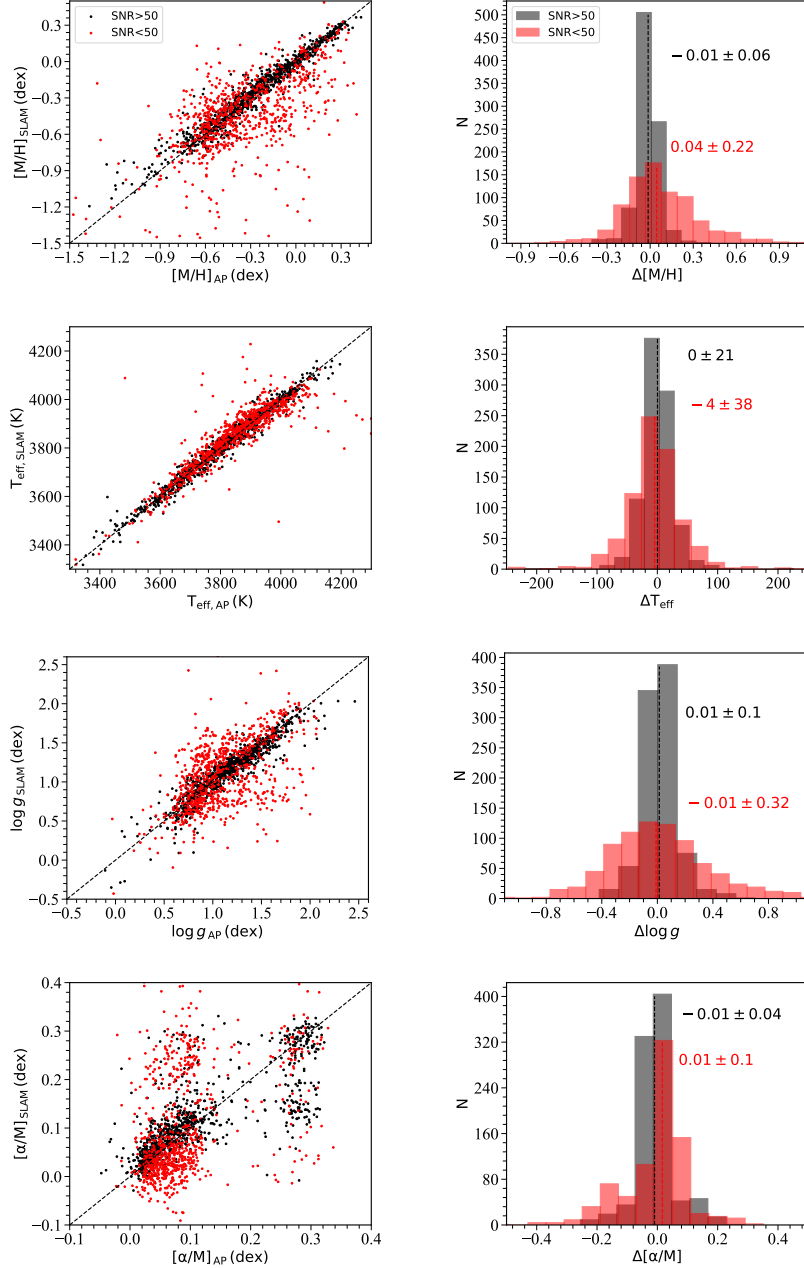 SNR>50
SNR<50
0.3
0.0
−0.3
−0.6
−0.9
−1.2
−1.5
[M/H]SLAM (dex)
−1.5 −1.2 −0.9 −0.6 −0.3 0.0 0.3
[M/H]AP (dex)
SNR>50
SNR<50
−0.01 ± 0.06
0.04 ± 0.22
500
450
400
350
300
250
200
150
100
50
0
N
−0.9 −0.6 −0.3 0.0 0.3 0.6 0.9
Δ[M/H]
4200
4000
3800
3600
3400
Teff, SLAM (K)
3400 3600 3800 4000 4200
Teff, AP (K)
0 ± 21
−4 ± 38
350
300
250
200
150
100
50
0
N
−200 −100 0 100 200
ΔTeff
2.5
2.0
1.5
1.0
0.5
0.0
−0.5
log g SLAM (dex)
−0.5 0.0 0.5 1.0 1.5 2.0 2.5
log g AP (dex)
0.01 ± 0.1
−0.01 ± 0.32
400
350
300
250
200
150
100
50
0
N
−0.8 −0.4 0.0 0.4 0.8
Δlog g
0.4
0.3
0.2
0.1
0.0
−0.1
[α/M]SLAM (dex)
−0.1 0.0 0.1 0.2 0.3 0.4
[α/M]AP (dex)
−0.01 ± 0.04
0.01 ± 0.1
400
320
240
160
80
0
N
−0.4 −0.2 0.0 0.2 0.4
Δ[α/M]